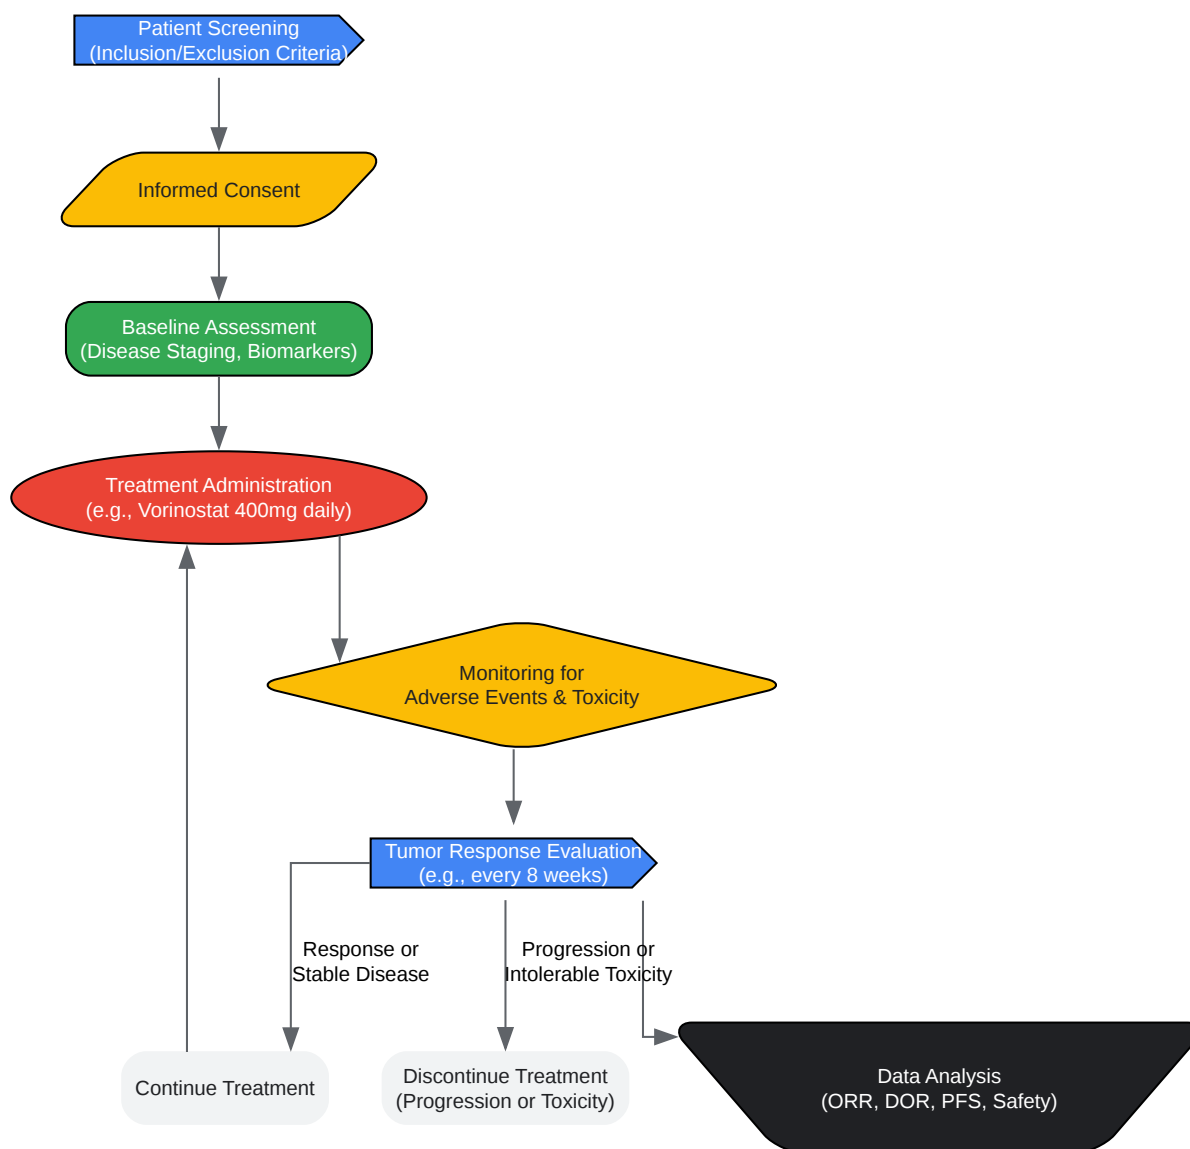 Patient Screening
(Inclusion/Exclusion Criteria)
Informed Consent
Baseline Assessment
(Disease Staging, Biomarkers)
Treatment Administration
(e.g., Vorinostat 400mg daily)
Monitoring for
Adverse Events & Toxicity
Tumor Response Evaluation
(e.g., every 8 weeks)
Response or
Stable Disease
Progression or
Intolerable Toxicity
Continue Treatment
Discontinue Treatment
(Progression or Toxicity)
Data Analysis
(ORR, DOR, PFS, Safety)